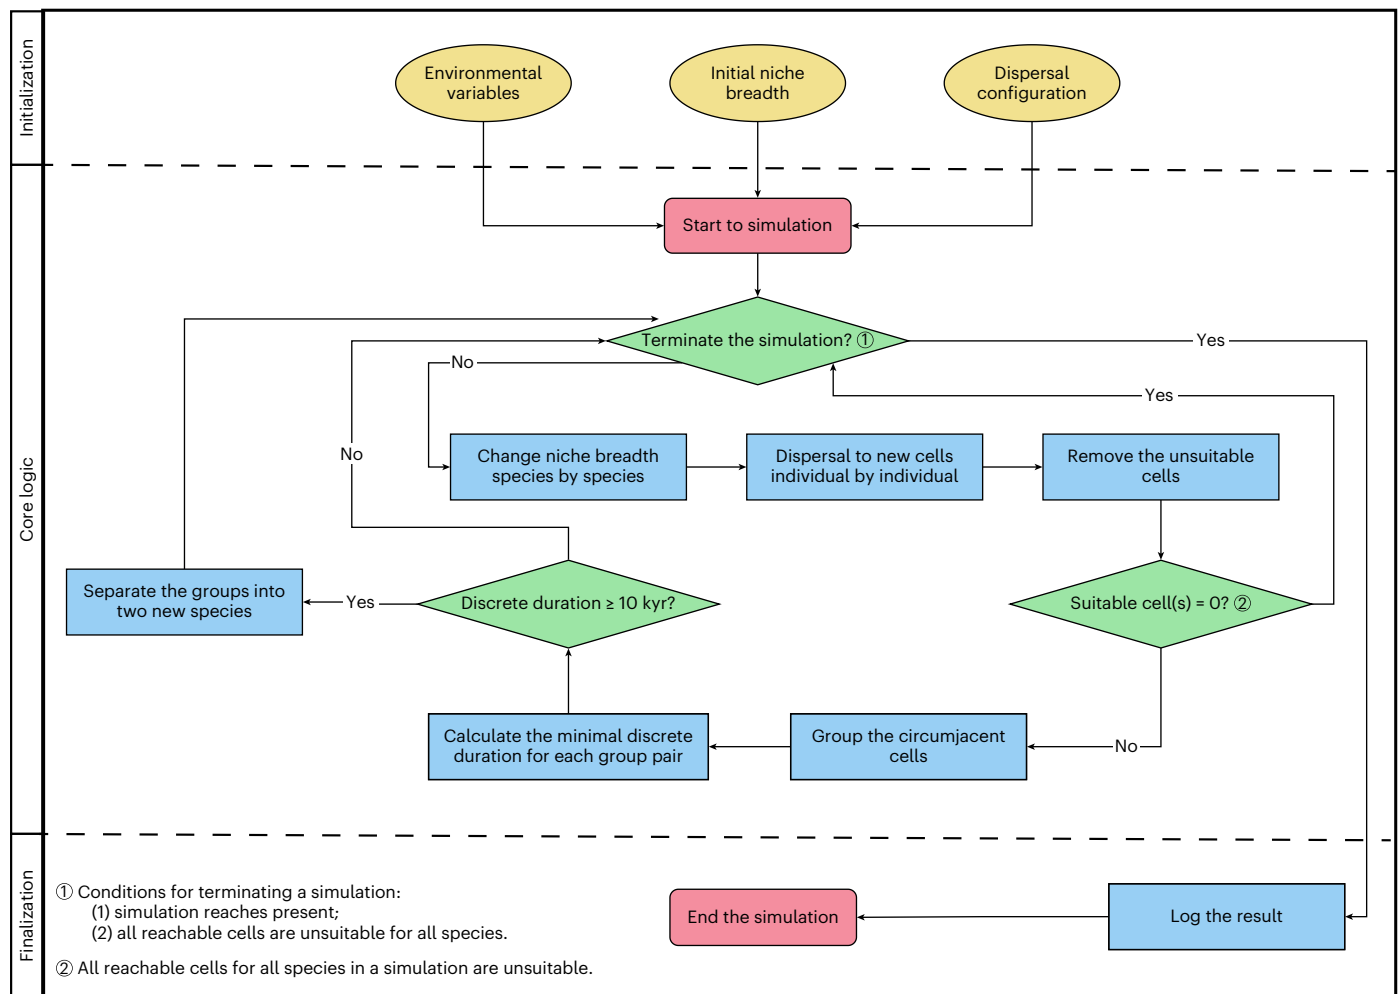 Initialization
Environmental
variables
Initial niche
breadth
Dispersal
configuration
Core logic
Start to simulation
Terminate the simulation? ①
Yes
No
Yes
No
Change niche breadth
species by species
Dispersal to new cells
individual by individual
Remove the unsuitable
cells
Separate the groups into
two new species
Yes
Discrete duration ≥ 10 kyr?
Suitable cell(s) = 0? ②
Calculate the minimal discrete
duration for each group pair
Group the circumjacent
cells
No
Finalization
① Conditions for terminating a simulation:
(1) simulation reaches present;
(2) all reachable cells are unsuitable for all species.
② All reachable cells for all species in a simulation are unsuitable.
End the simulation
Log the result